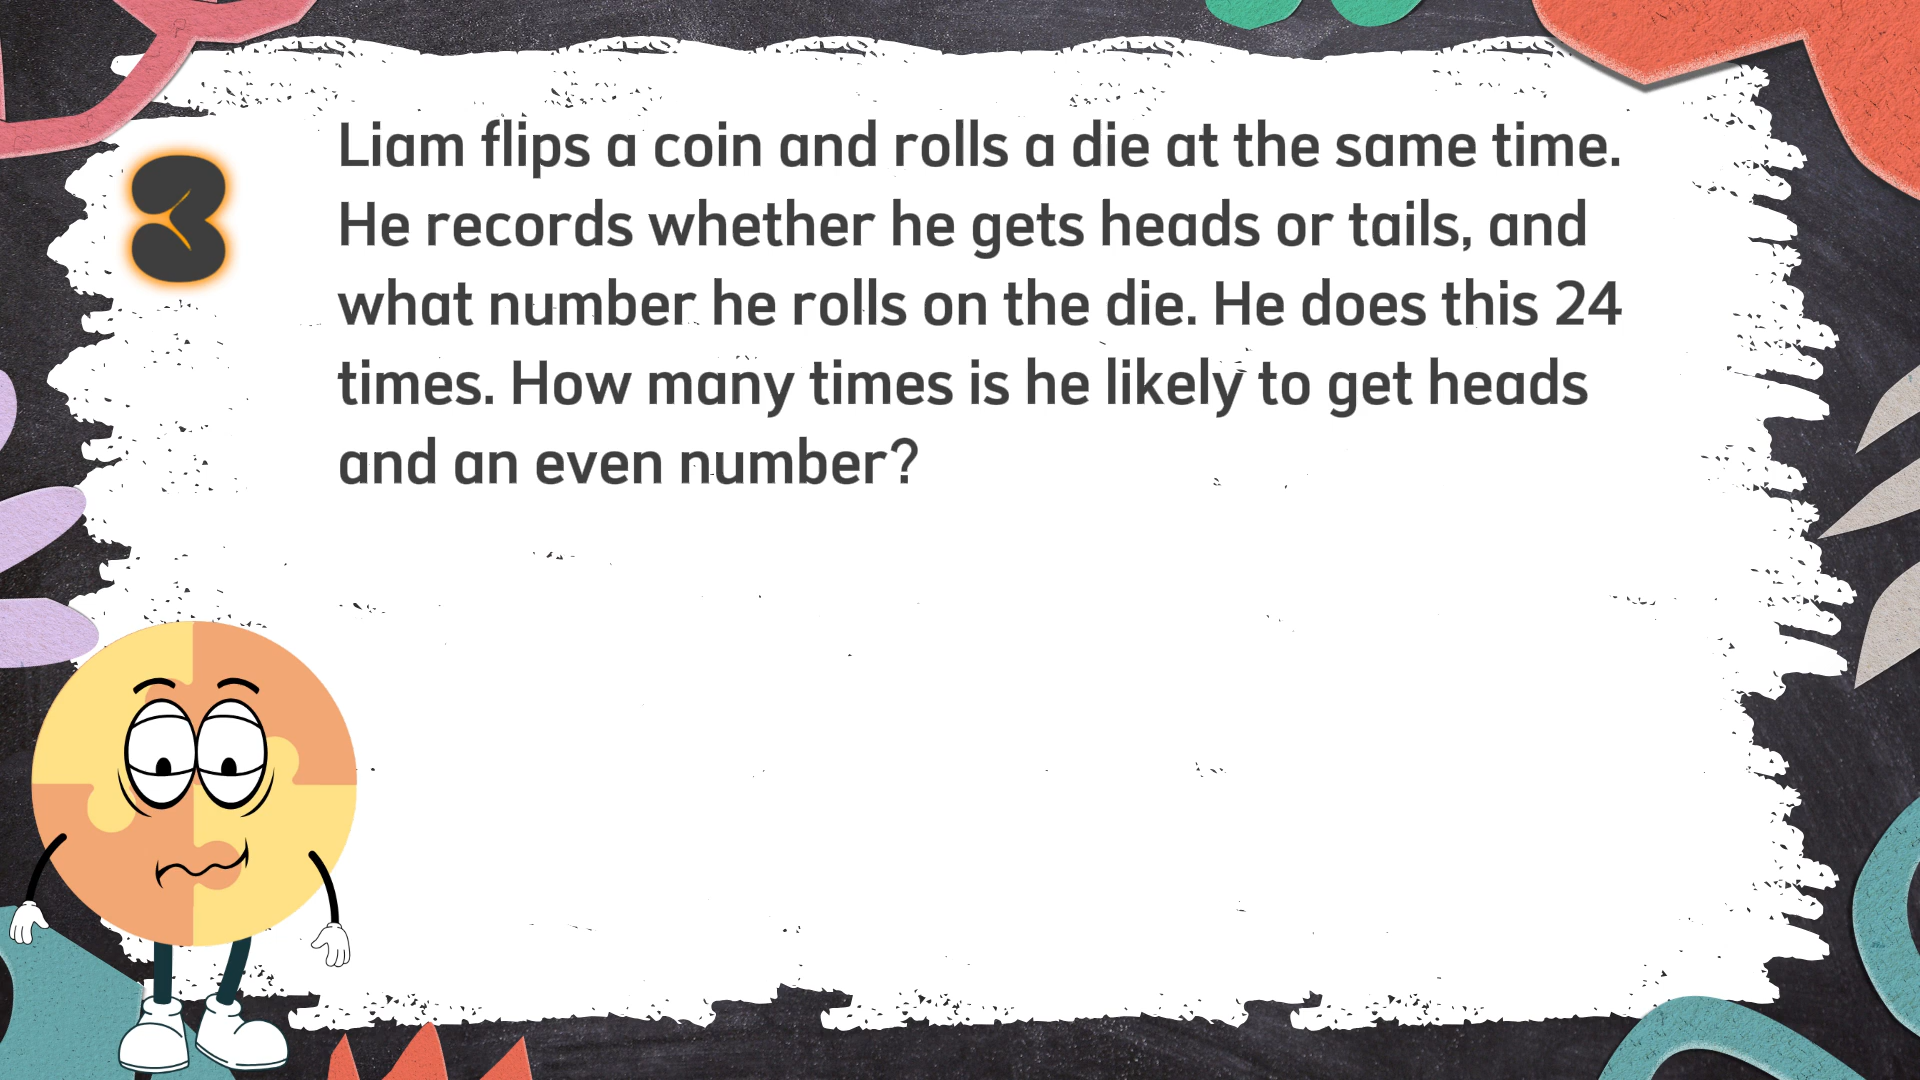 3
Liam flips a coin and rolls a die at the same time.
He records whether he gets heads or tails, and
what number he rolls on the die. He does this 24
times. How many times is he likely to get heads
and an even number?